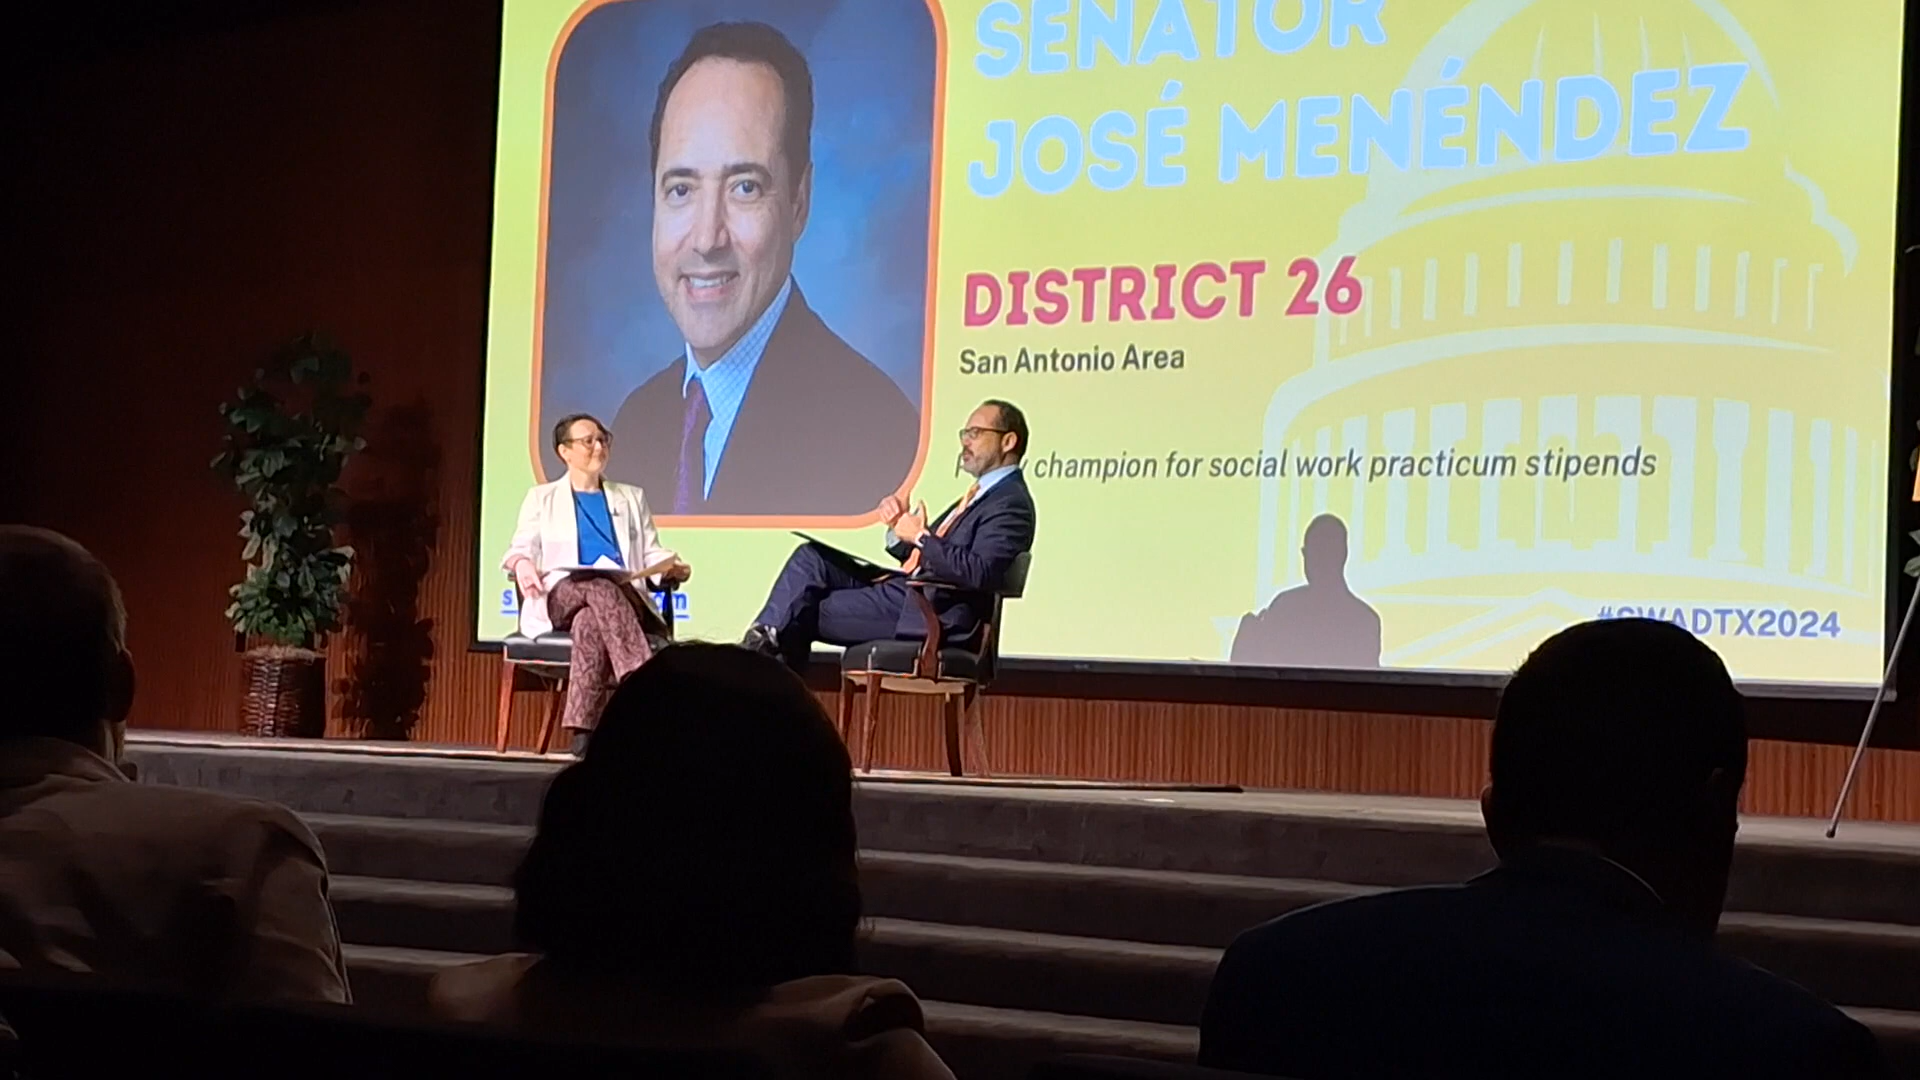 SENATOR
JOSÉ MENÉNDEZ
DISTRICT 26
San Antonio Area
champion for social work practicum stipends
#SWADTX2024